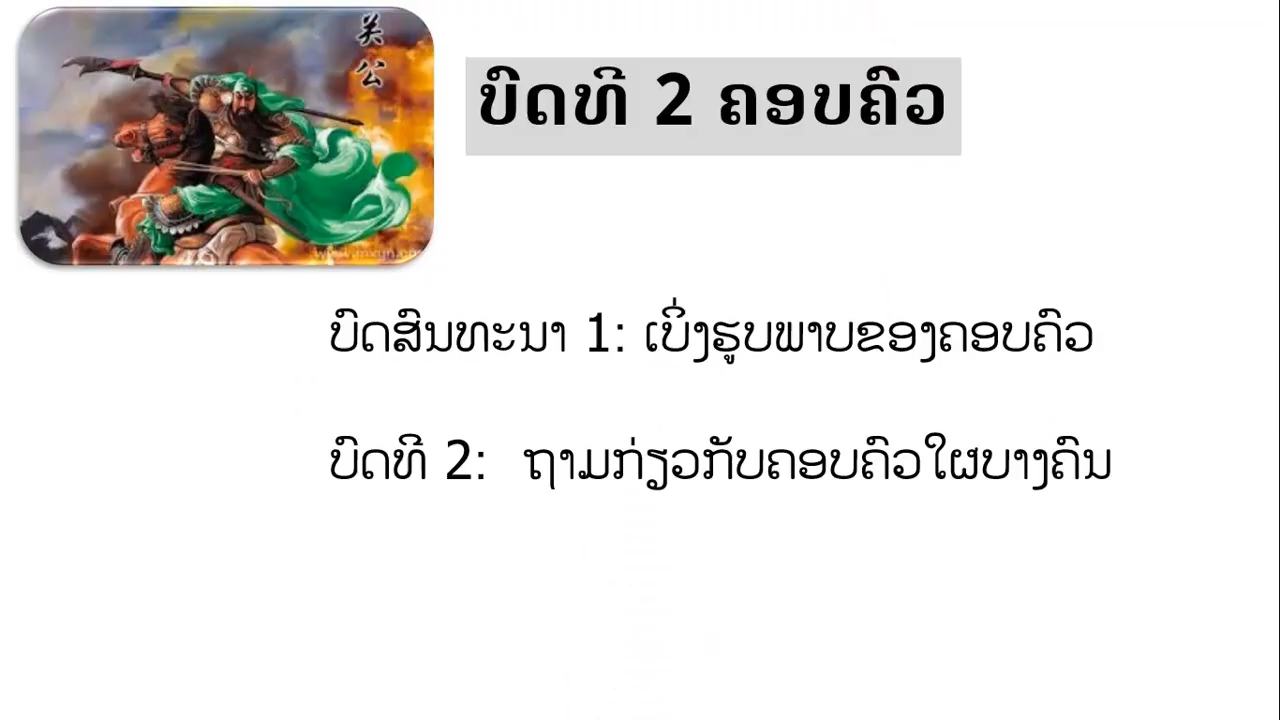 关公
www.mxyn.com
ບົດທີ 2 ຄອບຄົວ
ບົດສົນທະນາ 1: ເບິ່ງຮູບພາບຂອງຄອບຄົວ
ບົດທີ 2: ຖາມກ່ຽວກັບຄອບຄົວໃຜບາງຄົນ